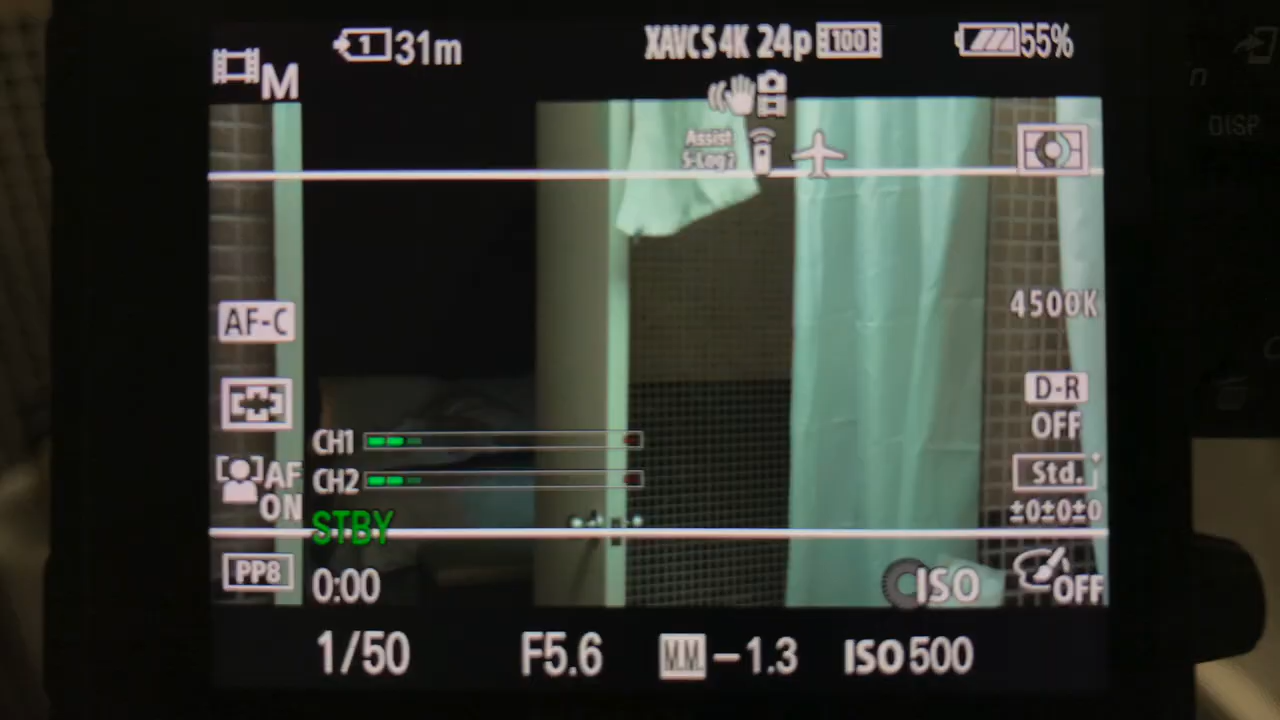 M
1 31m
XAVC S 4K 24p 100
55%
Assist
S-Log2
DISP
4500K
AF-C
D-R
OFF
CH1
AF
ON
CH2
Std.
±0±0±0
STBY
PP8
0:00
ISO
OFF
1/50
F5.6
M.M. −1.3
ISO 500